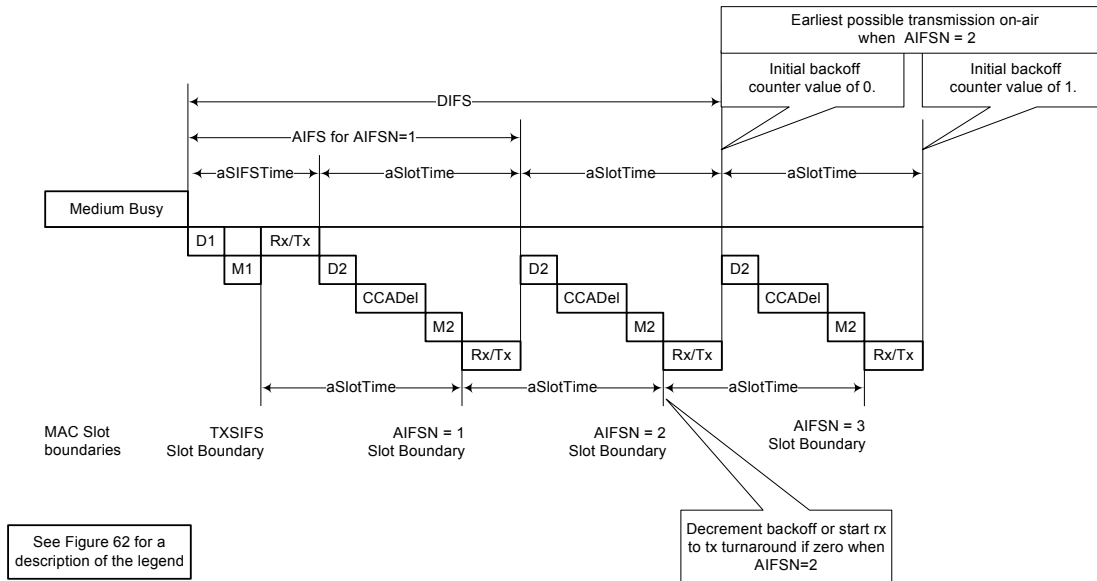 Earliest possible transmission on-air
when AIFSN = 2
Initial backoff
counter value of 0.
Initial backoff
counter value of 1.
DIFS
AIFS for AIFSN=1
aSIFSTime
aSlotTime
aSlotTime
aSlotTime
Medium Busy
D1
Rx/Tx
M1
D2
CCADel
M2
Rx/Tx
D2
CCADel
M2
Rx/Tx
D2
CCADel
M2
Rx/Tx
aSlotTime
aSlotTime
aSlotTime
MAC Slot
boundaries
TXSIFS
Slot Boundary
AIFSN = 1
Slot Boundary
AIFSN = 2
Slot Boundary
AIFSN = 3
Slot Boundary
Decrement backoff or start rx
to tx turnaround if zero when
AIFSN=2
See Figure 62 for a
description of the legend